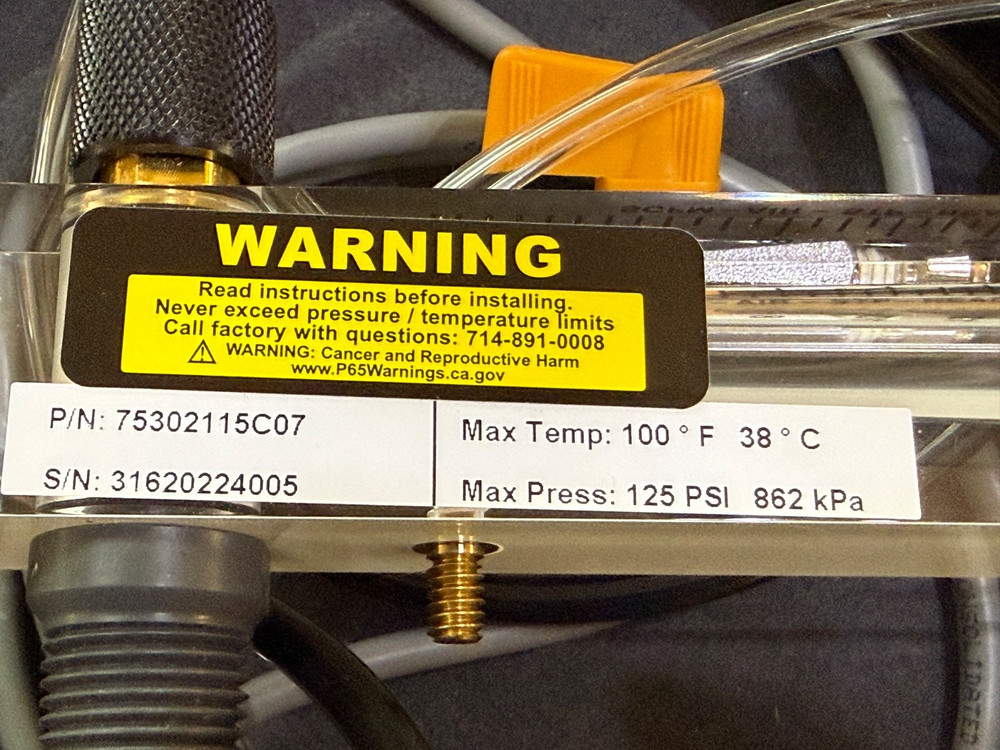 WARNING
Read instructions before installing.
Never exceed pressure / temperature limits
Call factory with questions: 714-891-0008
WARNING: Cancer and Reproductive Harm
www.P65Warnings.ca.gov
P/N: 75302115C07
S/N: 31620224005
Max Temp: 100 ° F 38 ° C
Max Press: 125 PSI 862 kPa